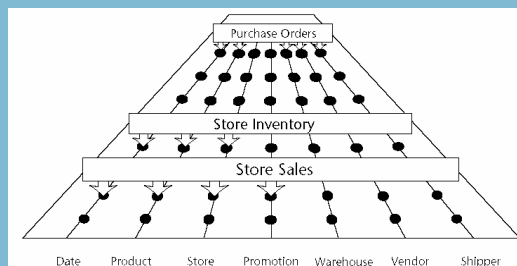 Purchase Orders
Store Inventory
Store Sales
Date Product Store Promotion Warehouse Vendor Shipper